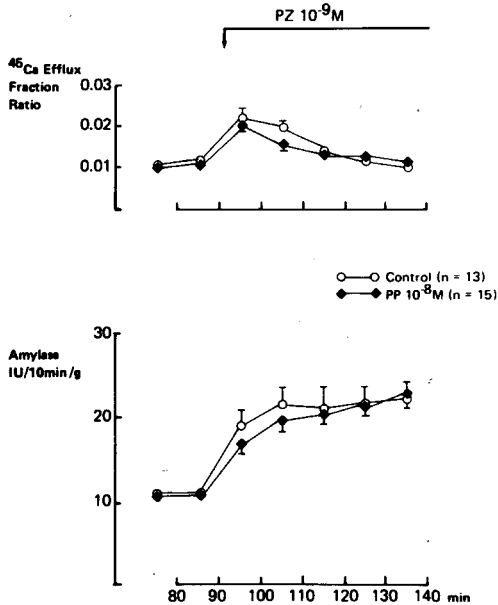 PZ 10⁻⁹M
⁴⁵Ca Efflux
Fraction
Ratio
0.03
0.02
0.01
Control (n = 13)
PP 10⁻⁸M (n = 15)
Amylase
IU/10min/g
30
20
10
80 90 100 110 120 130 140 min